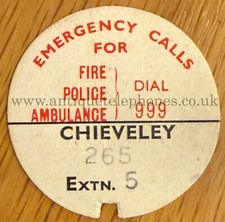 EMERGENCY CALLS
FOR
FIRE
POLICE DIAL
AMBULANCE 999
www.antiquetelephones.co.uk
CHIEVELEY
265
EXTN. 5